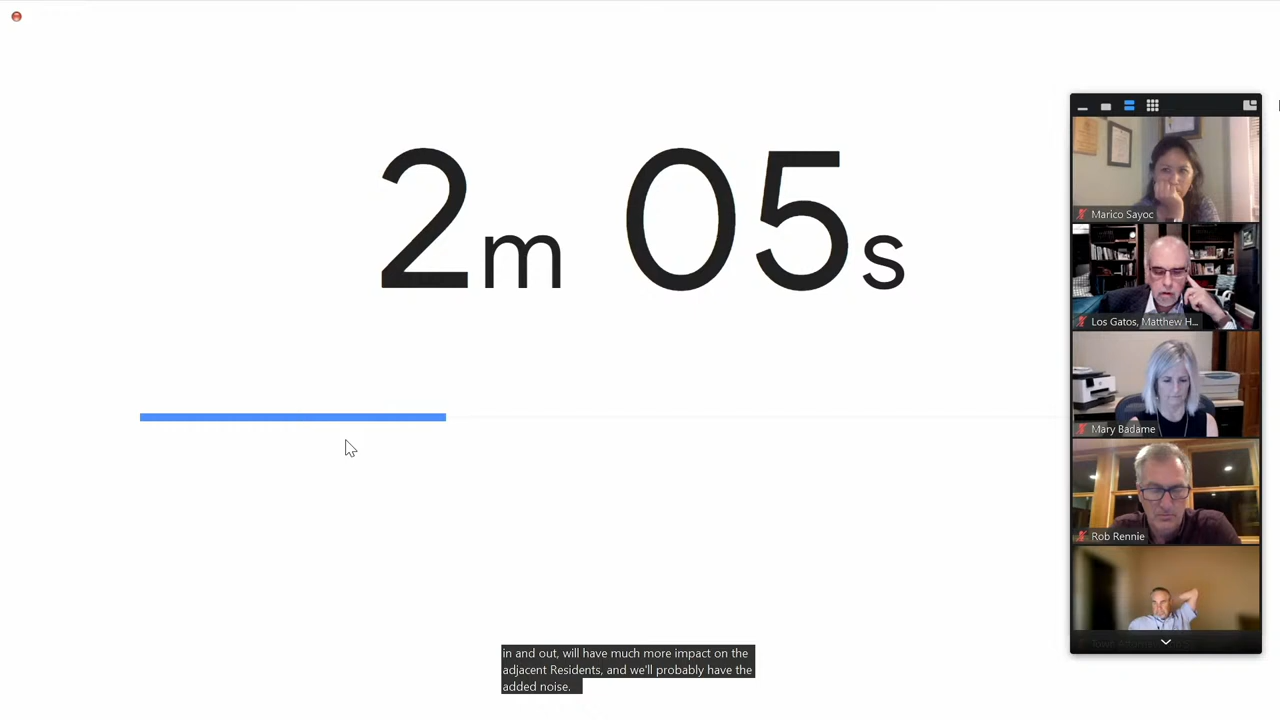 2m 05s
Marico Sayoc
Los Gatos, Matthew H...
Mary Badame
Rob Rennie
in and out, will have much more impact on the
adjacent Residents, and we'll probably have the
added noise.